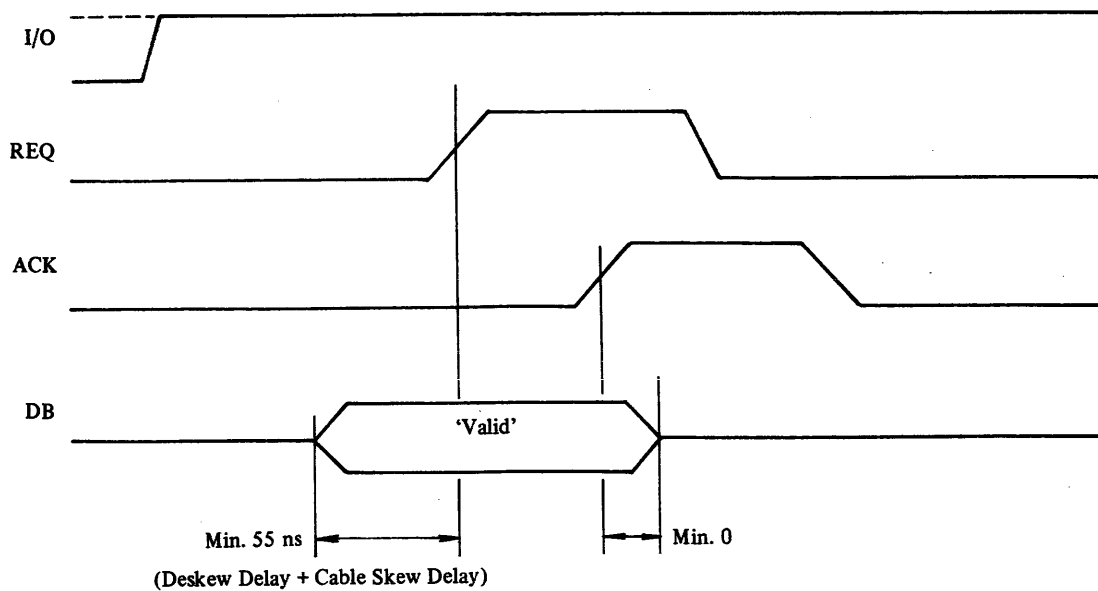 I/O
REQ
ACK
DB
‘Valid’
Min. 55 ns
Min. 0
(Deskew Delay + Cable Skew Delay)